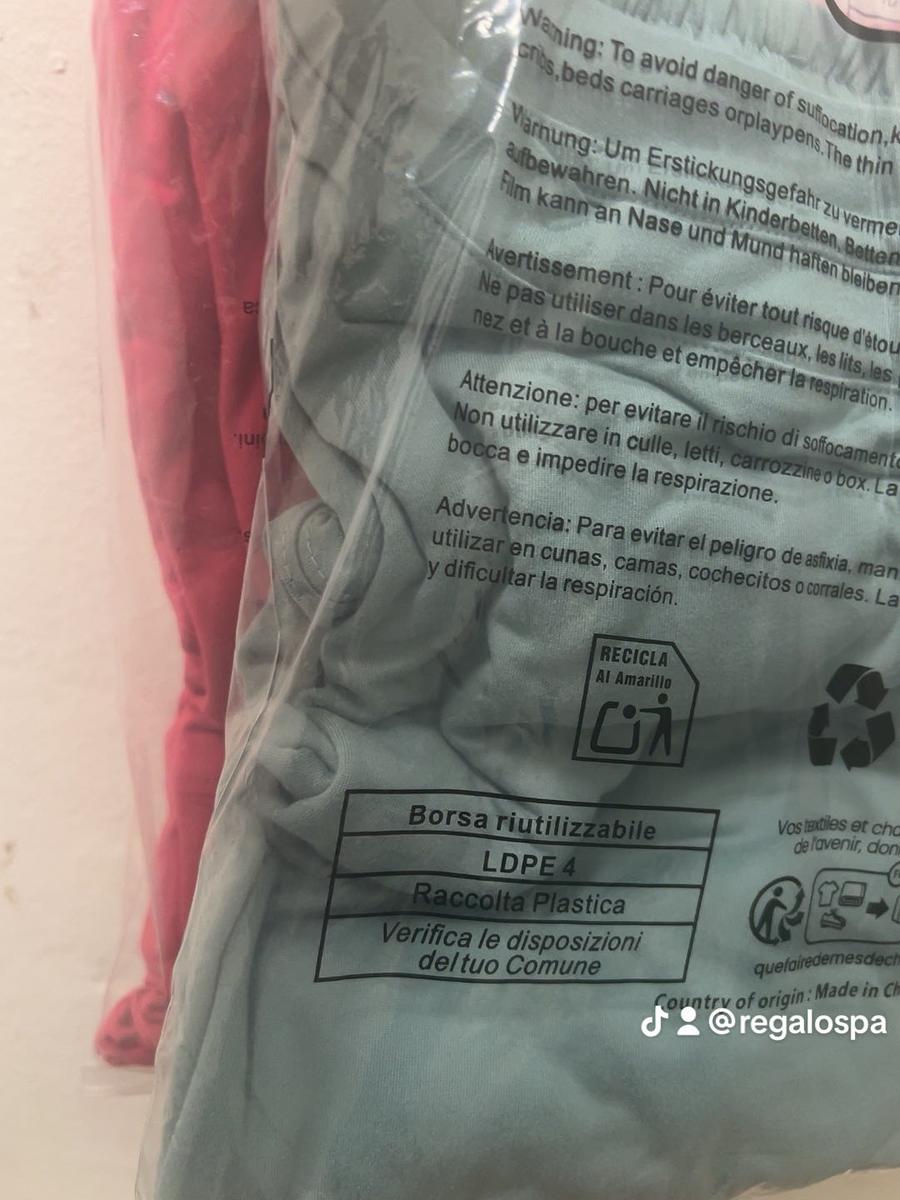 Warning: To avoid danger of suffocation, k
cribs,beds carriages orplaypens.The thin
Warnung: Um Erstickungsgefahr zu verme
aufbewahren. Nicht in Kinderbetten, Betten
Film kann an Nase und Mund haften bleiben
Avertissement : Pour éviter tout risque d'étou
Ne pas utiliser dans les berceaux, les lits, les
nez et à la bouche et empêcher la respiration.
Attenzione: per evitare il rischio di soffocament
Non utilizzare in culle, letti, carrozzine o box. La
bocca e impedire la respirazione.
Advertencia: Para evitar el peligro de asfixia, man
utilizar en cunas, camas, cochecitos o corrales. La
y dificultar la respiración.
RECICLA
Al Amarillo
Borsa riutilizzabile
LDPE 4
Raccolta Plastica
Verifica le disposizioni
del tuo Comune
Vos textiles et cha
de l'avenir, don
quefairedemesdech
Country of origin: Made in Ch
@regalospa